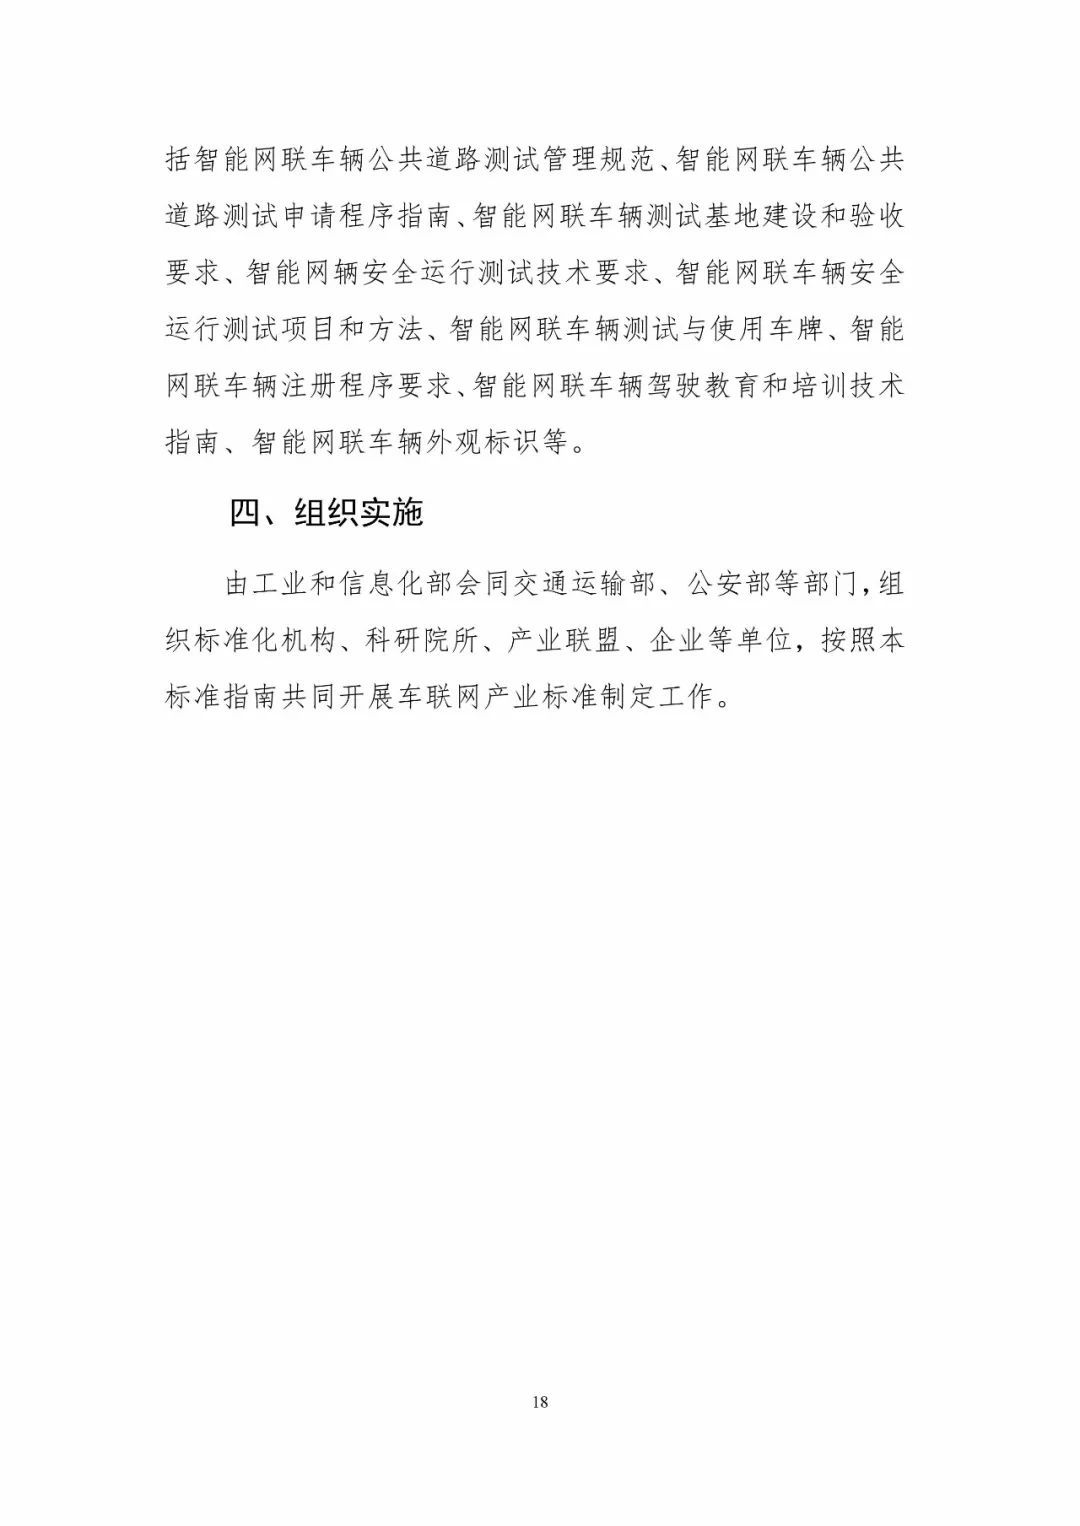 括智能网联车辆公共道路测试管理规范、智能网联车辆公共
道路测试申请程序指南、智能网联车辆测试基地建设和验收
要求、智能网辆安全运行测试技术要求、智能网联车辆安全
运行测试项目和方法、智能网联车辆测试与使用车牌、智能
网联车辆注册程序要求、智能网联车辆驾驶教育和培训技术
指南、智能网联车辆外观标识等。
四、组织实施
由工业和信息化部会同交通运输部、公安部等部门，组
织标准化机构、科研院所、产业联盟、企业等单位，按照本
标准指南共同开展车联网产业标准制定工作。
18